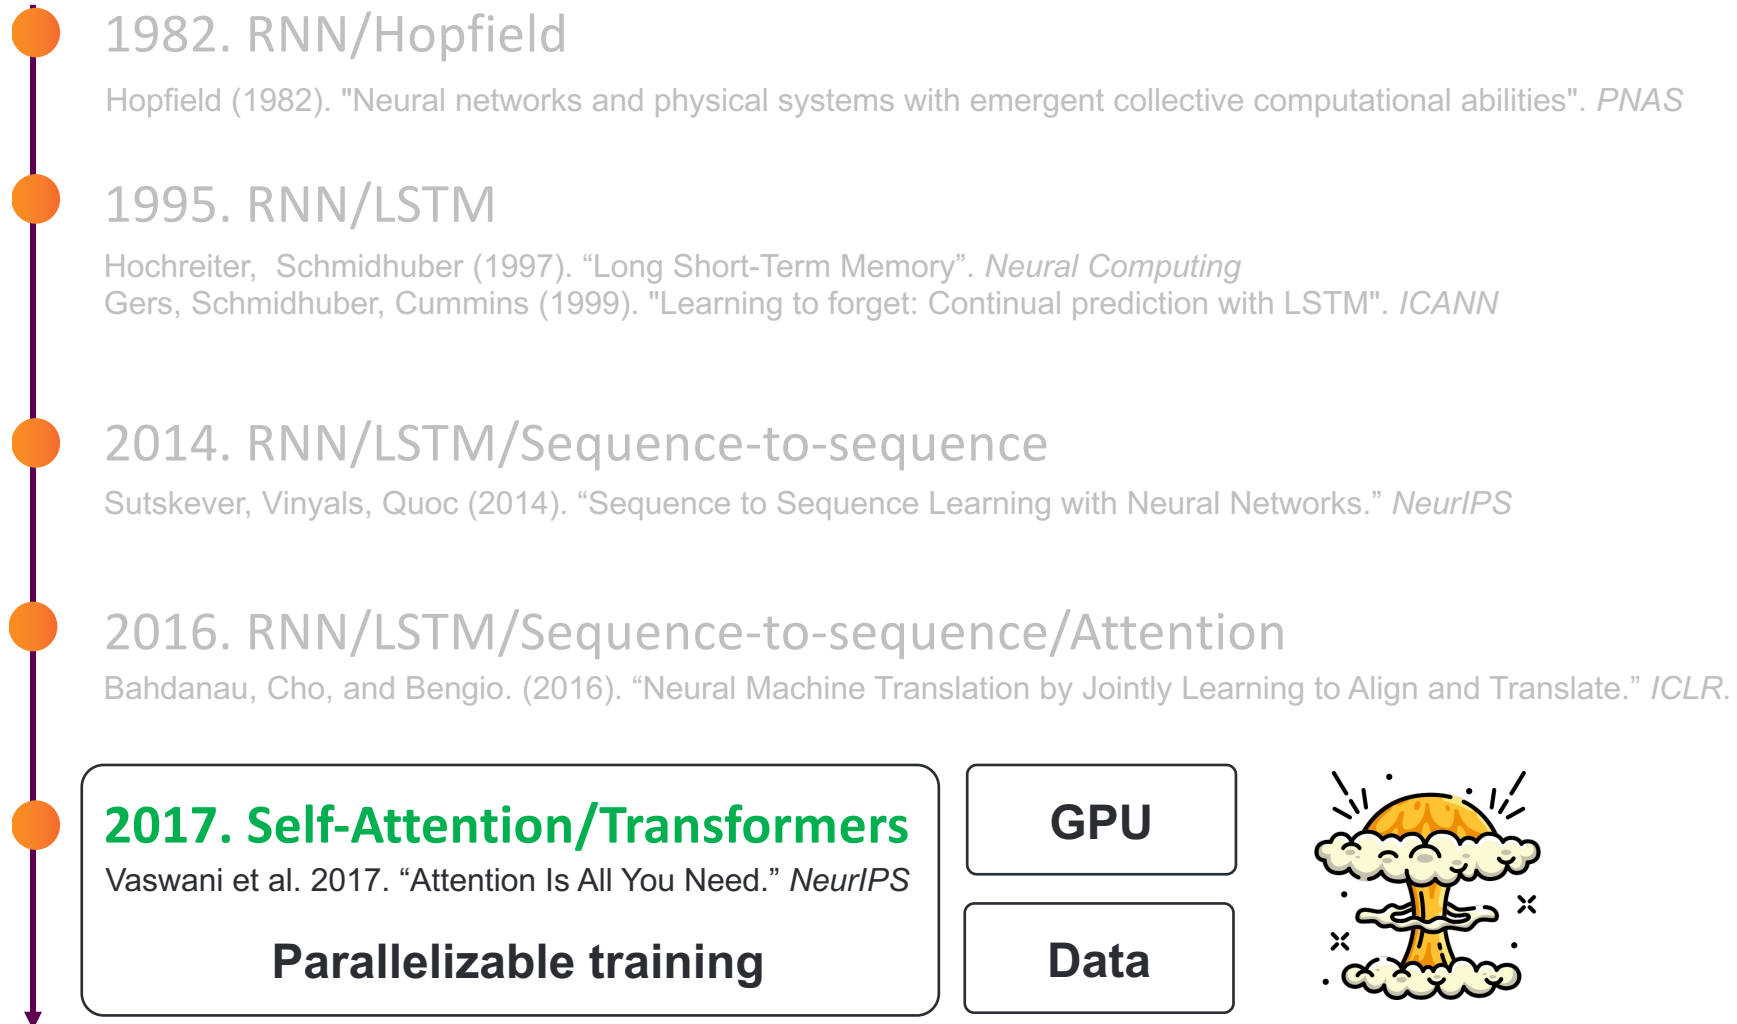 1982. RNN/Hopfield
Hopfield (1982). "Neural networks and physical systems with emergent collective computational abilities". PNAS
1995. RNN/LSTM
Hochreiter,  Schmidhuber (1997). “Long Short-Term Memory”. Neural Computing
Gers, Schmidhuber, Cummins (1999). "Learning to forget: Continual prediction with LSTM". ICANN
2014. RNN/LSTM/Sequence-to-sequence
Sutskever, Vinyals, Quoc (2014). “Sequence to Sequence Learning with Neural Networks.” NeurIPS
2016. RNN/LSTM/Sequence-to-sequence/Attention
Bahdanau, Cho, and Bengio. (2016). “Neural Machine Translation by Jointly Learning to Align and Translate.” ICLR.
2017. Self-Attention/Transformers
Vaswani et al. 2017. “Attention Is All You Need.” NeurIPS
Parallelizable training
GPU
Data